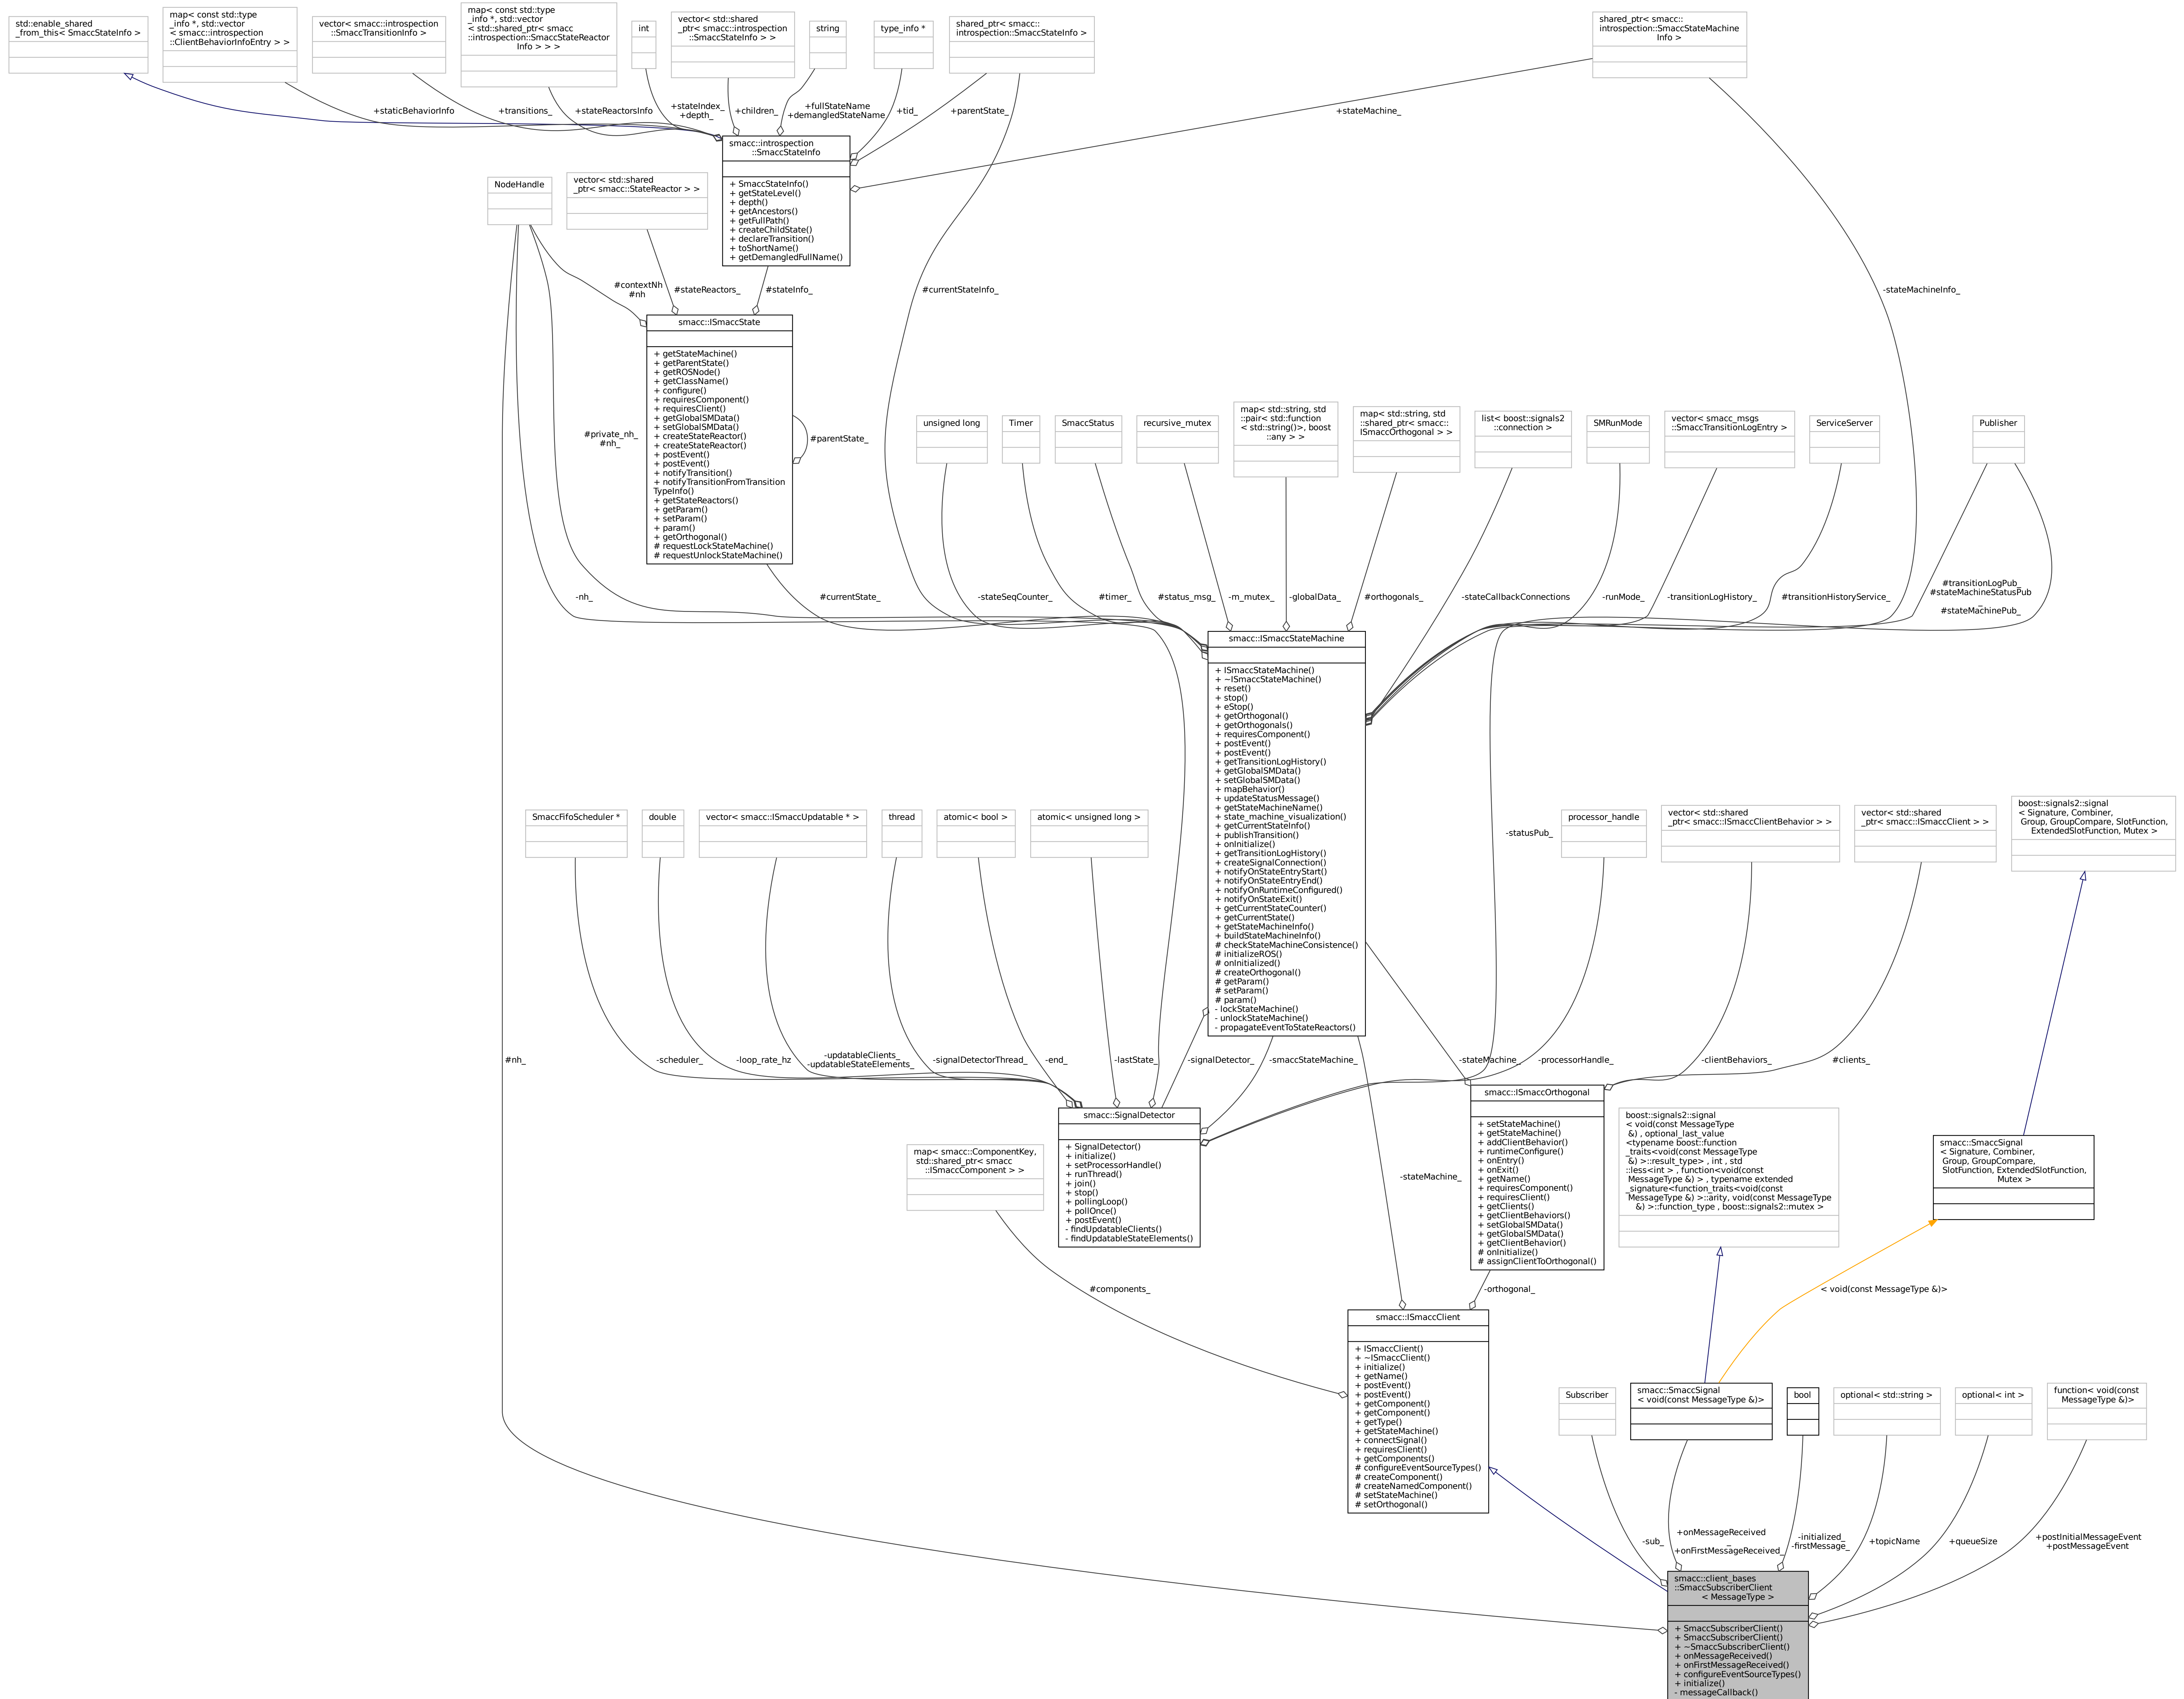 std::enable_shared
_from_this< SmaccStateInfo >
map< const std::type
_info *, std::vector
< smacc::introspection
::ClientBehaviorInfoEntry > >
vector< smacc::introspection
::SmaccTransitionInfo >
map< const std::type
_info *, std::vector
< std::shared_ptr< smacc
::introspection::SmaccStateReactor
Info > > >
int
vector< std::shared
_ptr< smacc::introspection
::SmaccStateInfo > >
string
type_info *
shared_ptr< smacc::
introspection::SmaccStateInfo >
shared_ptr< smacc::
introspection::SmaccStateMachine
Info >
+staticBehaviorInfo
+transitions_
+stateReactorsInfo
+stateIndex_
+depth_
+children_
+fullStateName
+demangledStateName
+tid_
+parentState_
+stateMachine_
smacc::introspection
::SmaccStateInfo
+ SmaccStateInfo()
+ getStateLevel()
+ depth()
+ getAncestors()
+ getFullPath()
+ createChildState()
+ declareTransition()
+ toShortName()
+ getDemangledFullName()
NodeHandle
vector< std::shared
_ptr< smacc::StateReactor > >
#contextNh
#nh
#stateReactors_
#stateInfo_
#currentStateInfo_
-stateMachineInfo_
smacc::ISmaccState
+ getStateMachine()
+ getParentState()
+ getROSNode()
+ getClassName()
+ configure()
+ requiresComponent()
+ requiresClient()
+ getGlobalSMData()
+ setGlobalSMData()
+ createStateReactor()
+ createStateReactor()
+ postEvent()
+ postEvent()
+ notifyTransition()
+ notifyTransitionFromTransition
TypeInfo()
+ getStateReactors()
+ getParam()
+ setParam()
+ param()
+ getOrthogonal()
# requestLockStateMachine()
# requestUnlockStateMachine()
#private_nh_
#nh_
#parentState_
unsigned long
Timer
SmaccStatus
recursive_mutex
map< std::string, std
::pair< std::function
< std::string()>, boost
::any > >
map< std::string, std
::shared_ptr< smacc::
ISmaccOrthogonal > >
list< boost::signals2
::connection >
SMRunMode
vector< smacc_msgs
::SmaccTransitionLogEntry >
ServiceServer
Publisher
-nh_
#currentState_
-stateSeqCounter_
#timer_
#status_msg_
-m_mutex_
-globalData_
#orthogonals_
-stateCallbackConnections
-runMode_
-transitionLogHistory_
#transitionHistoryService_
#transitionLogPub_
#stateMachineStatusPub
_
#stateMachinePub_
smacc::ISmaccStateMachine
+ ISmaccStateMachine()
+ ~ISmaccStateMachine()
+ reset()
+ stop()
+ eStop()
+ getOrthogonal()
+ getOrthogonals()
+ requiresComponent()
+ postEvent()
+ postEvent()
+ getTransitionLogHistory()
+ getGlobalSMData()
+ setGlobalSMData()
+ mapBehavior()
+ updateStatusMessage()
+ getStateMachineName()
+ state_machine_visualization()
+ getCurrentStateInfo()
+ publishTransition()
+ onInitialize()
+ getTransitionLogHistory()
+ createSignalConnection()
+ notifyOnStateEntryStart()
+ notifyOnStateEntryEnd()
+ notifyOnRuntimeConfigured()
+ notifyOnStateExit()
+ getCurrentStateCounter()
+ getCurrentState()
+ getStateMachineInfo()
+ buildStateMachineInfo()
# checkStateMachineConsistence()
# initializeROS()
# onInitialized()
# createOrthogonal()
# getParam()
# setParam()
# param()
- lockStateMachine()
- unlockStateMachine()
- propagateEventToStateReactors()
SmaccFifoScheduler *
double
vector< smacc::ISmaccUpdatable * >
thread
atomic< bool >
atomic< unsigned long >
-statusPub_
processor_handle
vector< std::shared
_ptr< smacc::ISmaccClientBehavior > >
vector< std::shared
_ptr< smacc::ISmaccClient > >
boost::signals2::signal
< Signature, Combiner,
Group, GroupCompare, SlotFunction,
ExtendedSlotFunction, Mutex >
#nh_
-scheduler_
-loop_rate_hz
-updatableClients_
-updatableStateElements_
-signalDetectorThread_
-end_
-lastState_
-signalDetector_
-smaccStateMachine_
-stateMachine_
-processorHandle_
-clientBehaviors_
#clients_
smacc::SignalDetector
+ SignalDetector()
+ initialize()
+ setProcessorHandle()
+ runThread()
+ join()
+ stop()
+ pollingLoop()
+ pollOnce()
+ postEvent()
- findUpdatableClients()
- findUpdatableStateElements()
smacc::ISmaccOrthogonal
+ setStateMachine()
+ getStateMachine()
+ addClientBehavior()
+ runtimeConfigure()
+ onEntry()
+ onExit()
+ getName()
+ requiresComponent()
+ requiresClient()
+ getClients()
+ getClientBehaviors()
+ setGlobalSMData()
+ getGlobalSMData()
+ getClientBehavior()
# onInitialize()
# assignClientToOrthogonal()
boost::signals2::signal
< void(const MessageType
&) , optional_last_value
<typename boost::function
_traits<void(const MessageType
&) >::result_type> , int , std
::less<int > , function<void(const
MessageType &) > , typename extended
_signature<function_traits<void(const
MessageType &) >::arity, void(const MessageType
&) >::function_type , boost::signals2::mutex >
smacc::SmaccSignal
< Signature, Combiner,
Group, GroupCompare,
SlotFunction, ExtendedSlotFunction,
Mutex >
map< smacc::ComponentKey,
std::shared_ptr< smacc
::ISmaccComponent > >
-stateMachine_
#components_
-orthogonal_
< void(const MessageType &)>
smacc::ISmaccClient
+ ISmaccClient()
+ ~ISmaccClient()
+ initialize()
+ getName()
+ postEvent()
+ postEvent()
+ getComponent()
+ getComponent()
+ getType()
+ getStateMachine()
+ connectSignal()
+ requiresClient()
+ getComponents()
# configureEventSourceTypes()
# createComponent()
# createNamedComponent()
# setStateMachine()
# setOrthogonal()
Subscriber
smacc::SmaccSignal
< void(const MessageType &)>
bool
optional< std::string >
optional< int >
function< void(const
MessageType &)>
-sub_
+onMessageReceived
_
+onFirstMessageReceived_
-initialized_
-firstMessage_
+topicName
+queueSize
+postInitialMessageEvent
+postMessageEvent
smacc::client_bases
::SmaccSubscriberClient
< MessageType >
+ SmaccSubscriberClient()
+ SmaccSubscriberClient()
+ ~SmaccSubscriberClient()
+ onMessageReceived()
+ onFirstMessageReceived()
+ configureEventSourceTypes()
+ initialize()
- messageCallback()